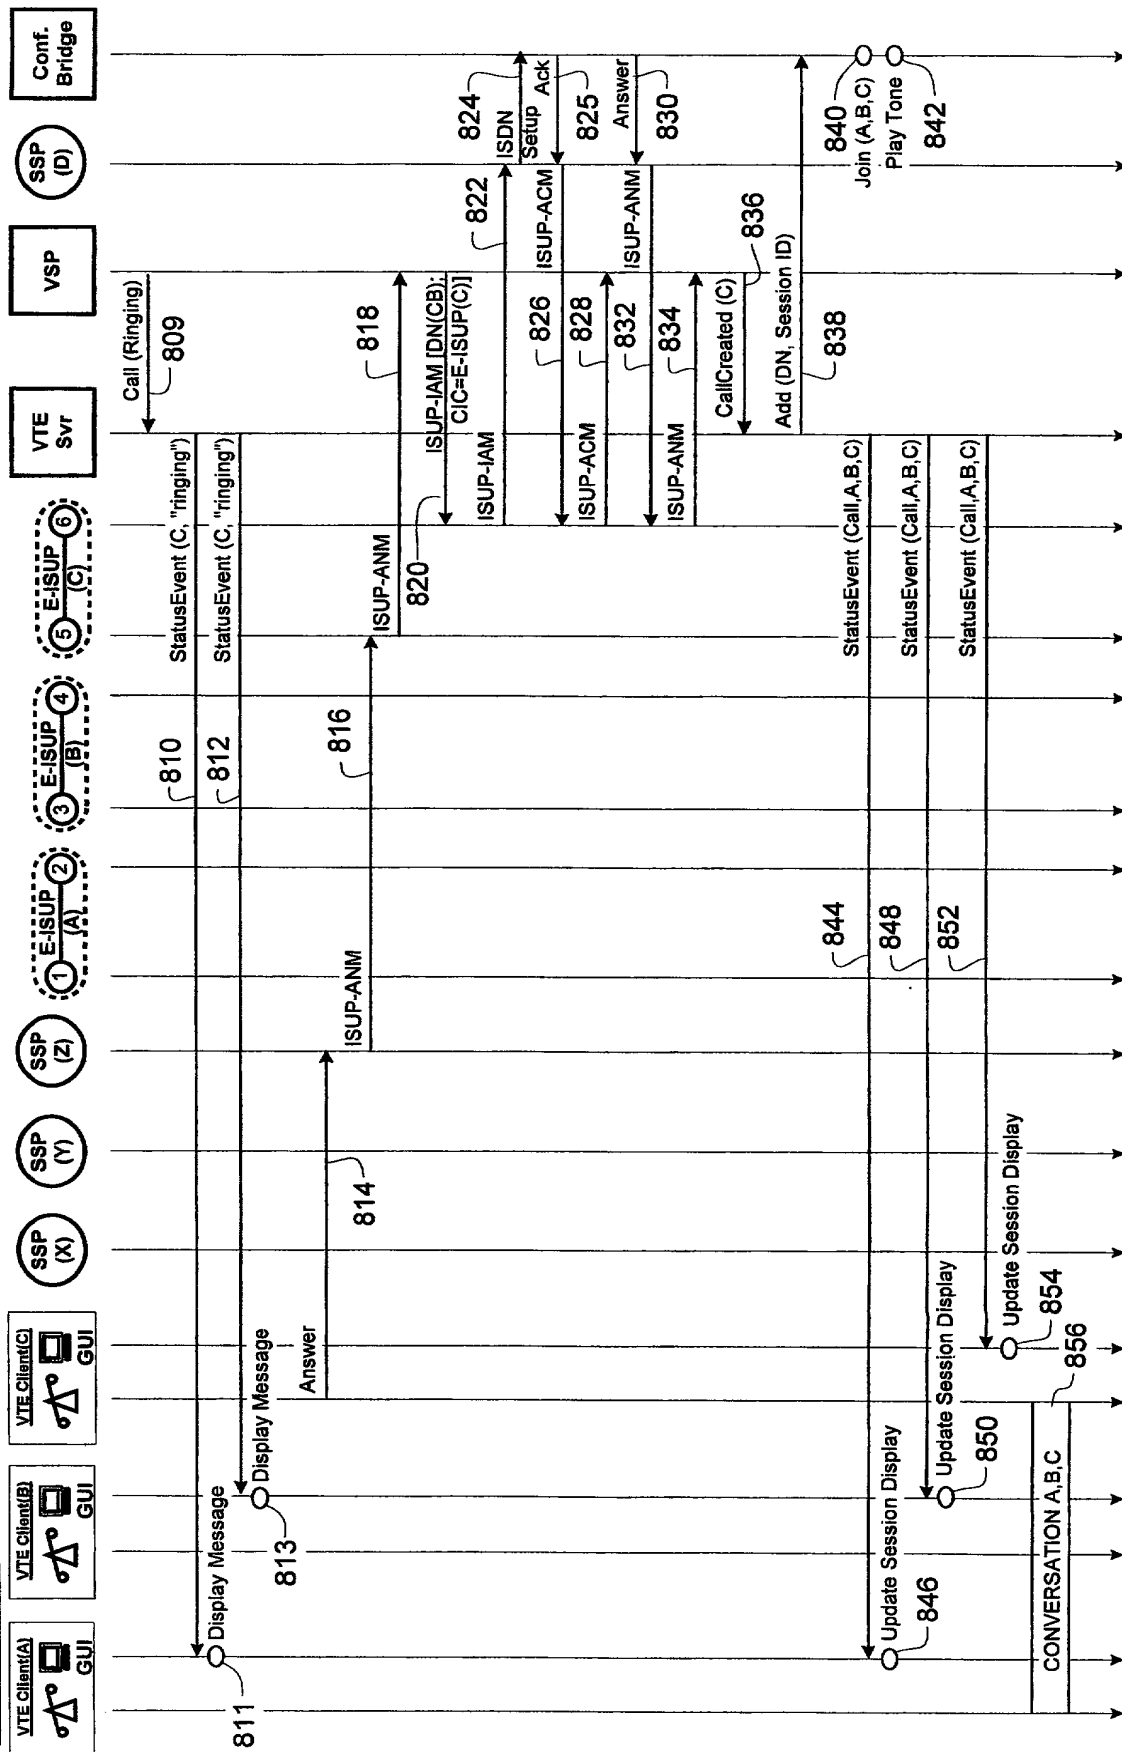 VTE Client(A)
GUI
VTE Client(B)
GUI
VTE Client(C)
GUI
SSP
(X)
SSP
(Y)
SSP
(Z)
1
E-ISUP
(A)
2
3
E-ISUP
(B)
4
5
E-ISUP
(C)
6
VTE
Svr
VSP
SSP
(D)
Conf.
Bridge
Call (Ringing)
809
StatusEvent (C, "ringing")
810
Display Message
811
StatusEvent (C, "ringing")
812
Display Message
813
Answer
814
ISUP-ANM
816
ISUP-ANM
818
ISUP-IAM [DN(CB);
CIC=E-ISUP(C)]
820
ISUP-IAM
822
ISDN
Setup
824
Ack
825
ISUP-ACM
826
ISUP-ACM
828
Answer
830
ISUP-ANM
832
ISUP-ANM
834
CallCreated (C)
836
Add (DN, Session ID)
838
Join (A,B,C)
840
Play Tone
842
StatusEvent (Call,A,B,C)
844
Update Session Display
846
StatusEvent (Call,A,B,C)
848
Update Session Display
850
StatusEvent (Call,A,B,C)
852
Update Session Display
854
CONVERSATION A,B,C
856